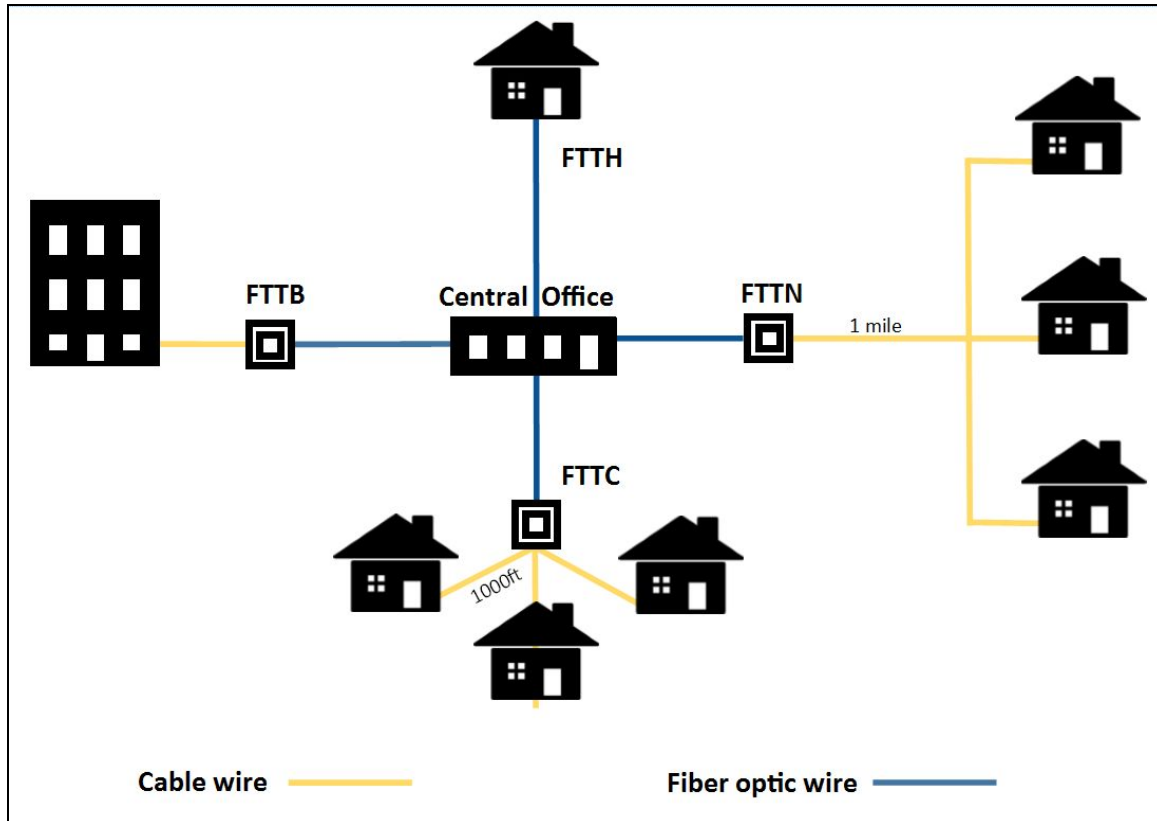 FTTH
FTTB
Central Office
FTTN
1 mile
FTTC
1000ft
Cable wire
Fiber optic wire